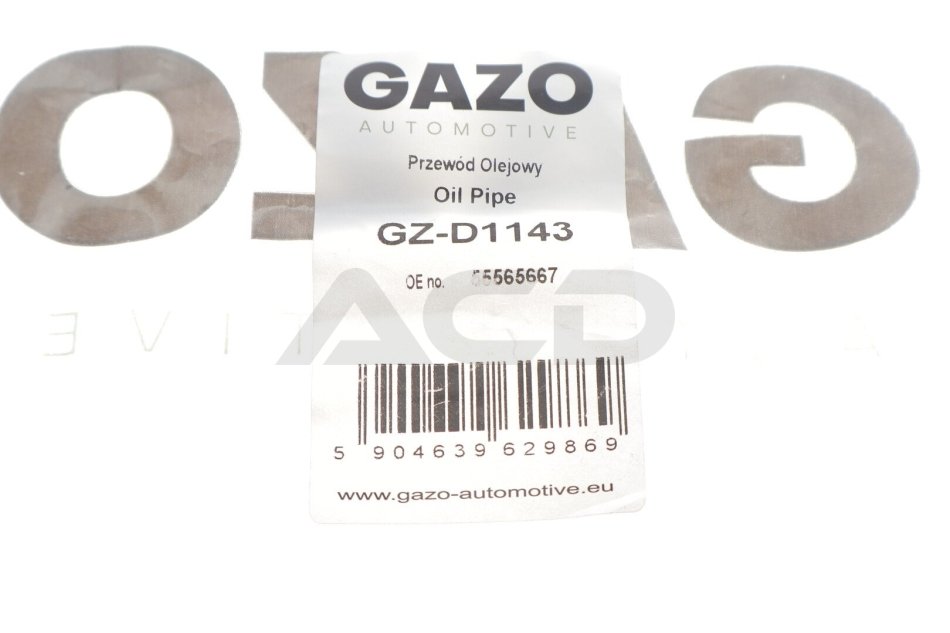 GAZO
AUTOMOTIVE
Przewód Olejowy
Oil Pipe
GZ-D1143
OE no. 55565667
ACD
5 904639 629869
www.gazo-automotive.eu